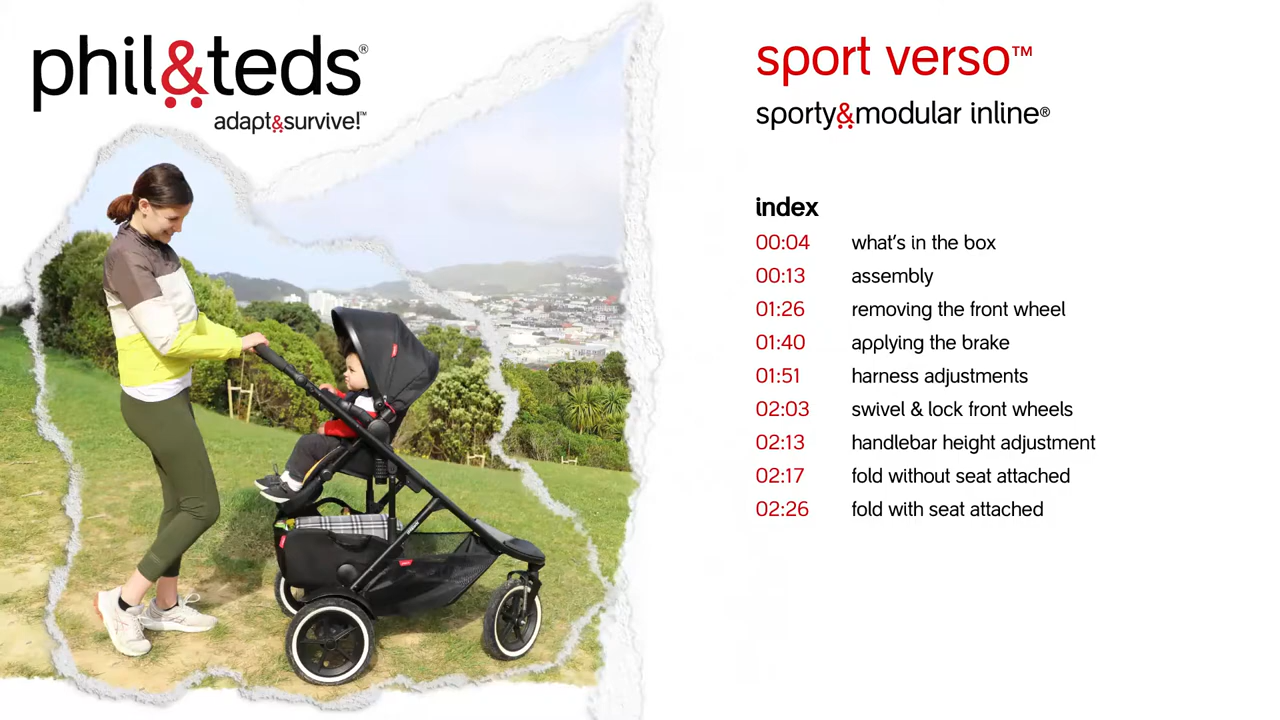 phil&teds®
adapt&survive!™
sport verso™
sporty&modular inline®
index
00:04 what's in the box
00:13 assembly
01:26 removing the front wheel
01:40 applying the brake
01:51 harness adjustments
02:03 swivel & lock front wheels
02:13 handlebar height adjustment
02:17 fold without seat attached
02:26 fold with seat attached